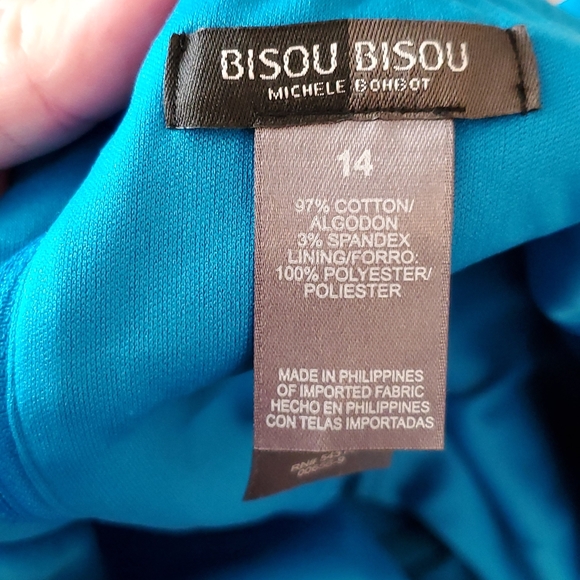 BISOU BISOU
MICHELE BOHBOT
14
97% COTTON/
ALGODON
3% SPANDEX
LINING/FORRO:
100% POLYESTER/
POLIESTER
MADE IN PHILIPPINES
OF IMPORTED FABRIC
HECHO EN PHILIPPINES
CON TELAS IMPORTADAS
RN#